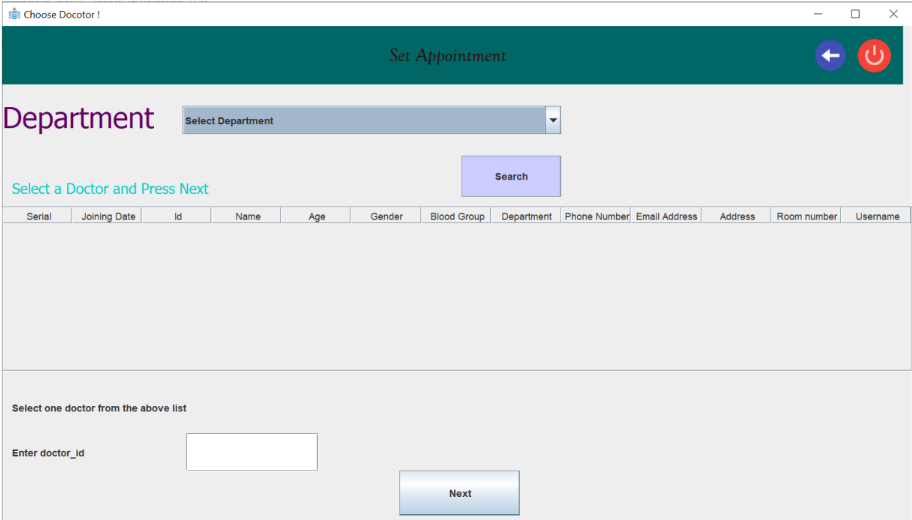 Choose Docotor !
Set Appointment
Department
Select Department
Search
Select a Doctor and Press Next
Serial Joining Date Id Name Age Gender Blood Group Department Phone Number Email Address Address Room number Username
Select one doctor from the above list
Enter doctor_id
Next